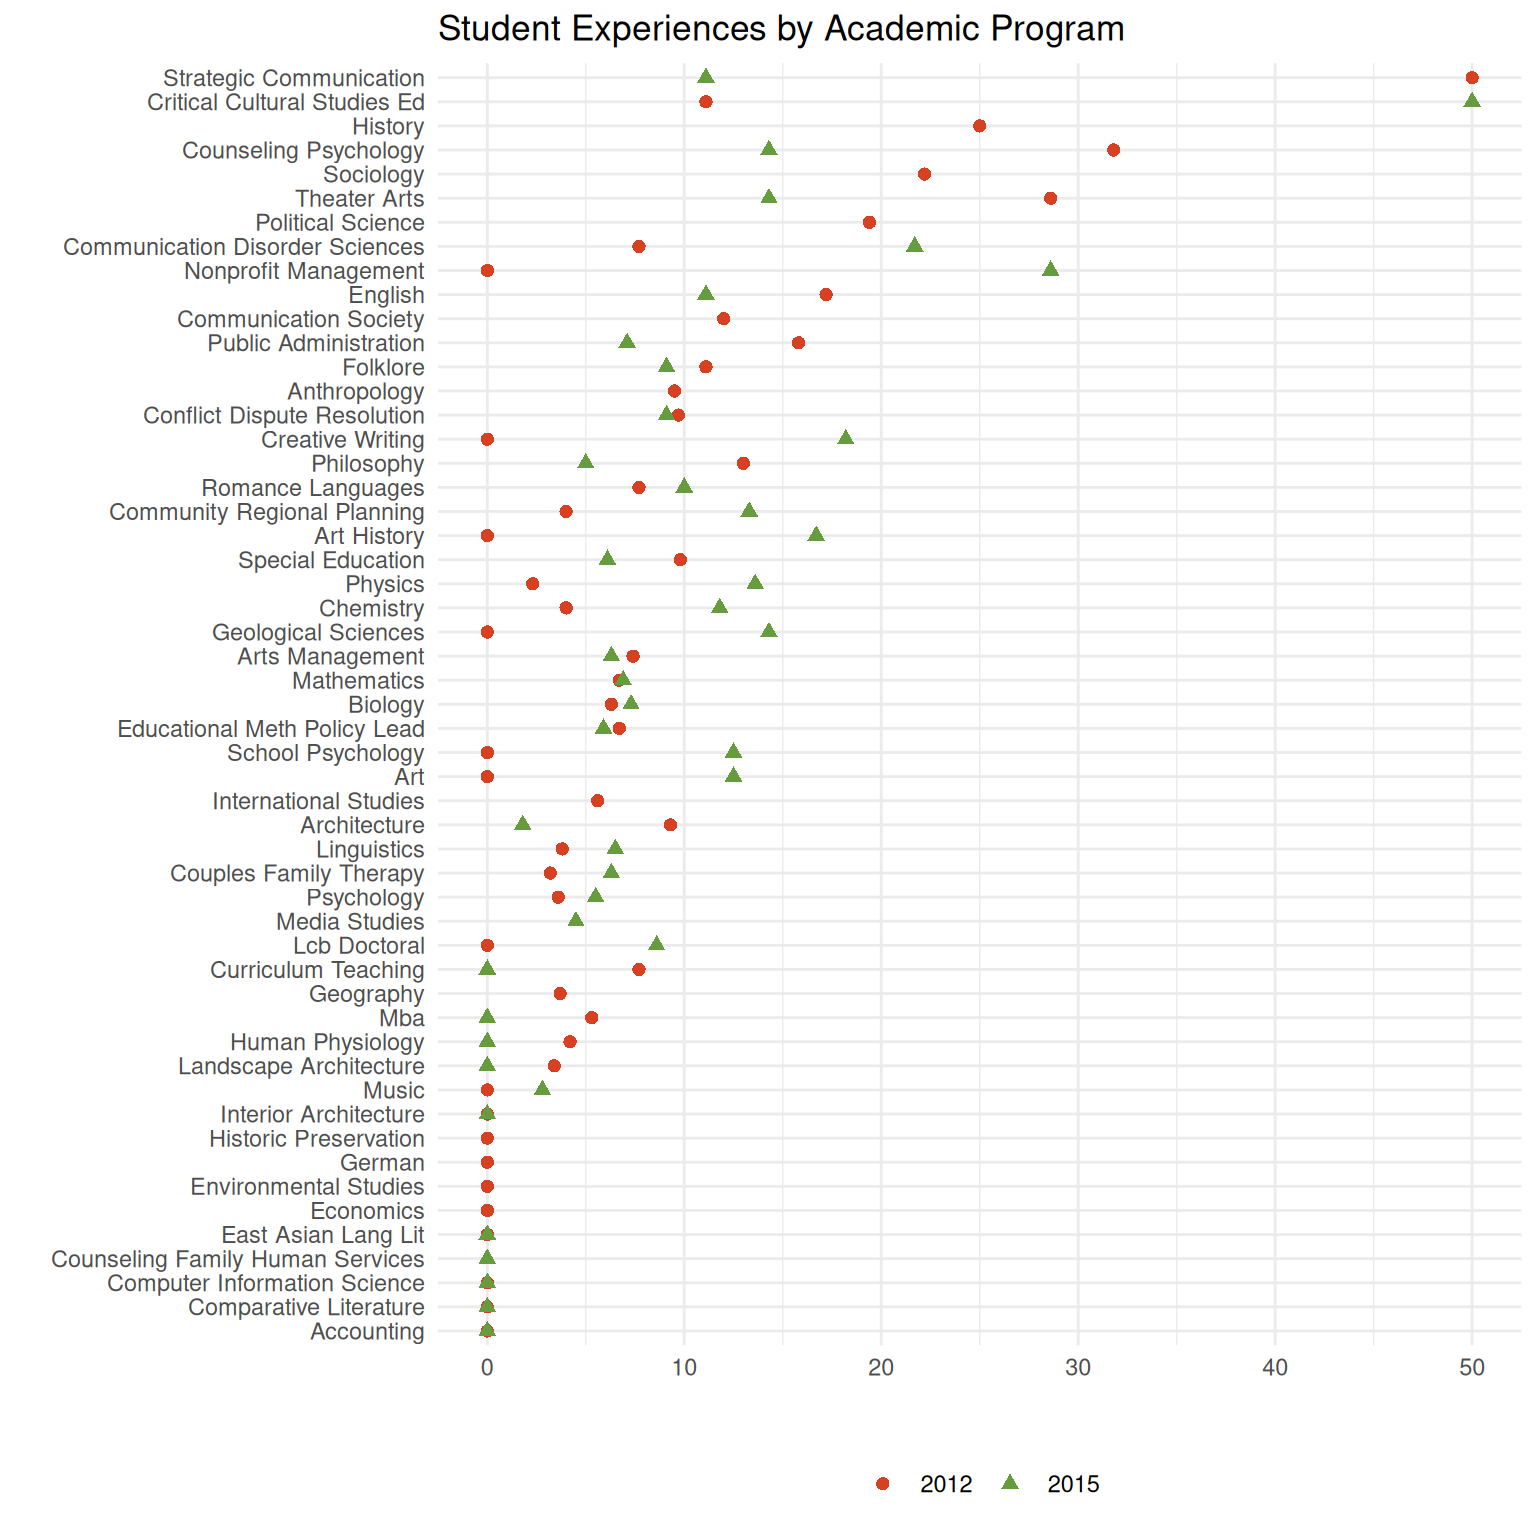 Student Experiences by Academic Program
Strategic Communication
Critical Cultural Studies Ed
History
Counseling Psychology
Sociology
Theater Arts
Political Science
Communication Disorder Sciences
Nonprofit Management
English
Communication Society
Public Administration
Folklore
Anthropology
Conflict Dispute Resolution
Creative Writing
Philosophy
Romance Languages
Community Regional Planning
Art History
Special Education
Physics
Chemistry
Geological Sciences
Arts Management
Mathematics
Biology
Educational Meth Policy Lead
School Psychology
Art
International Studies
Architecture
Linguistics
Couples Family Therapy
Psychology
Media Studies
Lcb Doctoral
Curriculum Teaching
Geography
Mba
Human Physiology
Landscape Architecture
Music
Interior Architecture
Historic Preservation
German
Environmental Studies
Economics
East Asian Lang Lit
Counseling Family Human Services
Computer Information Science
Comparative Literature
Accounting
0 10 20 30 40 50
2012 2015